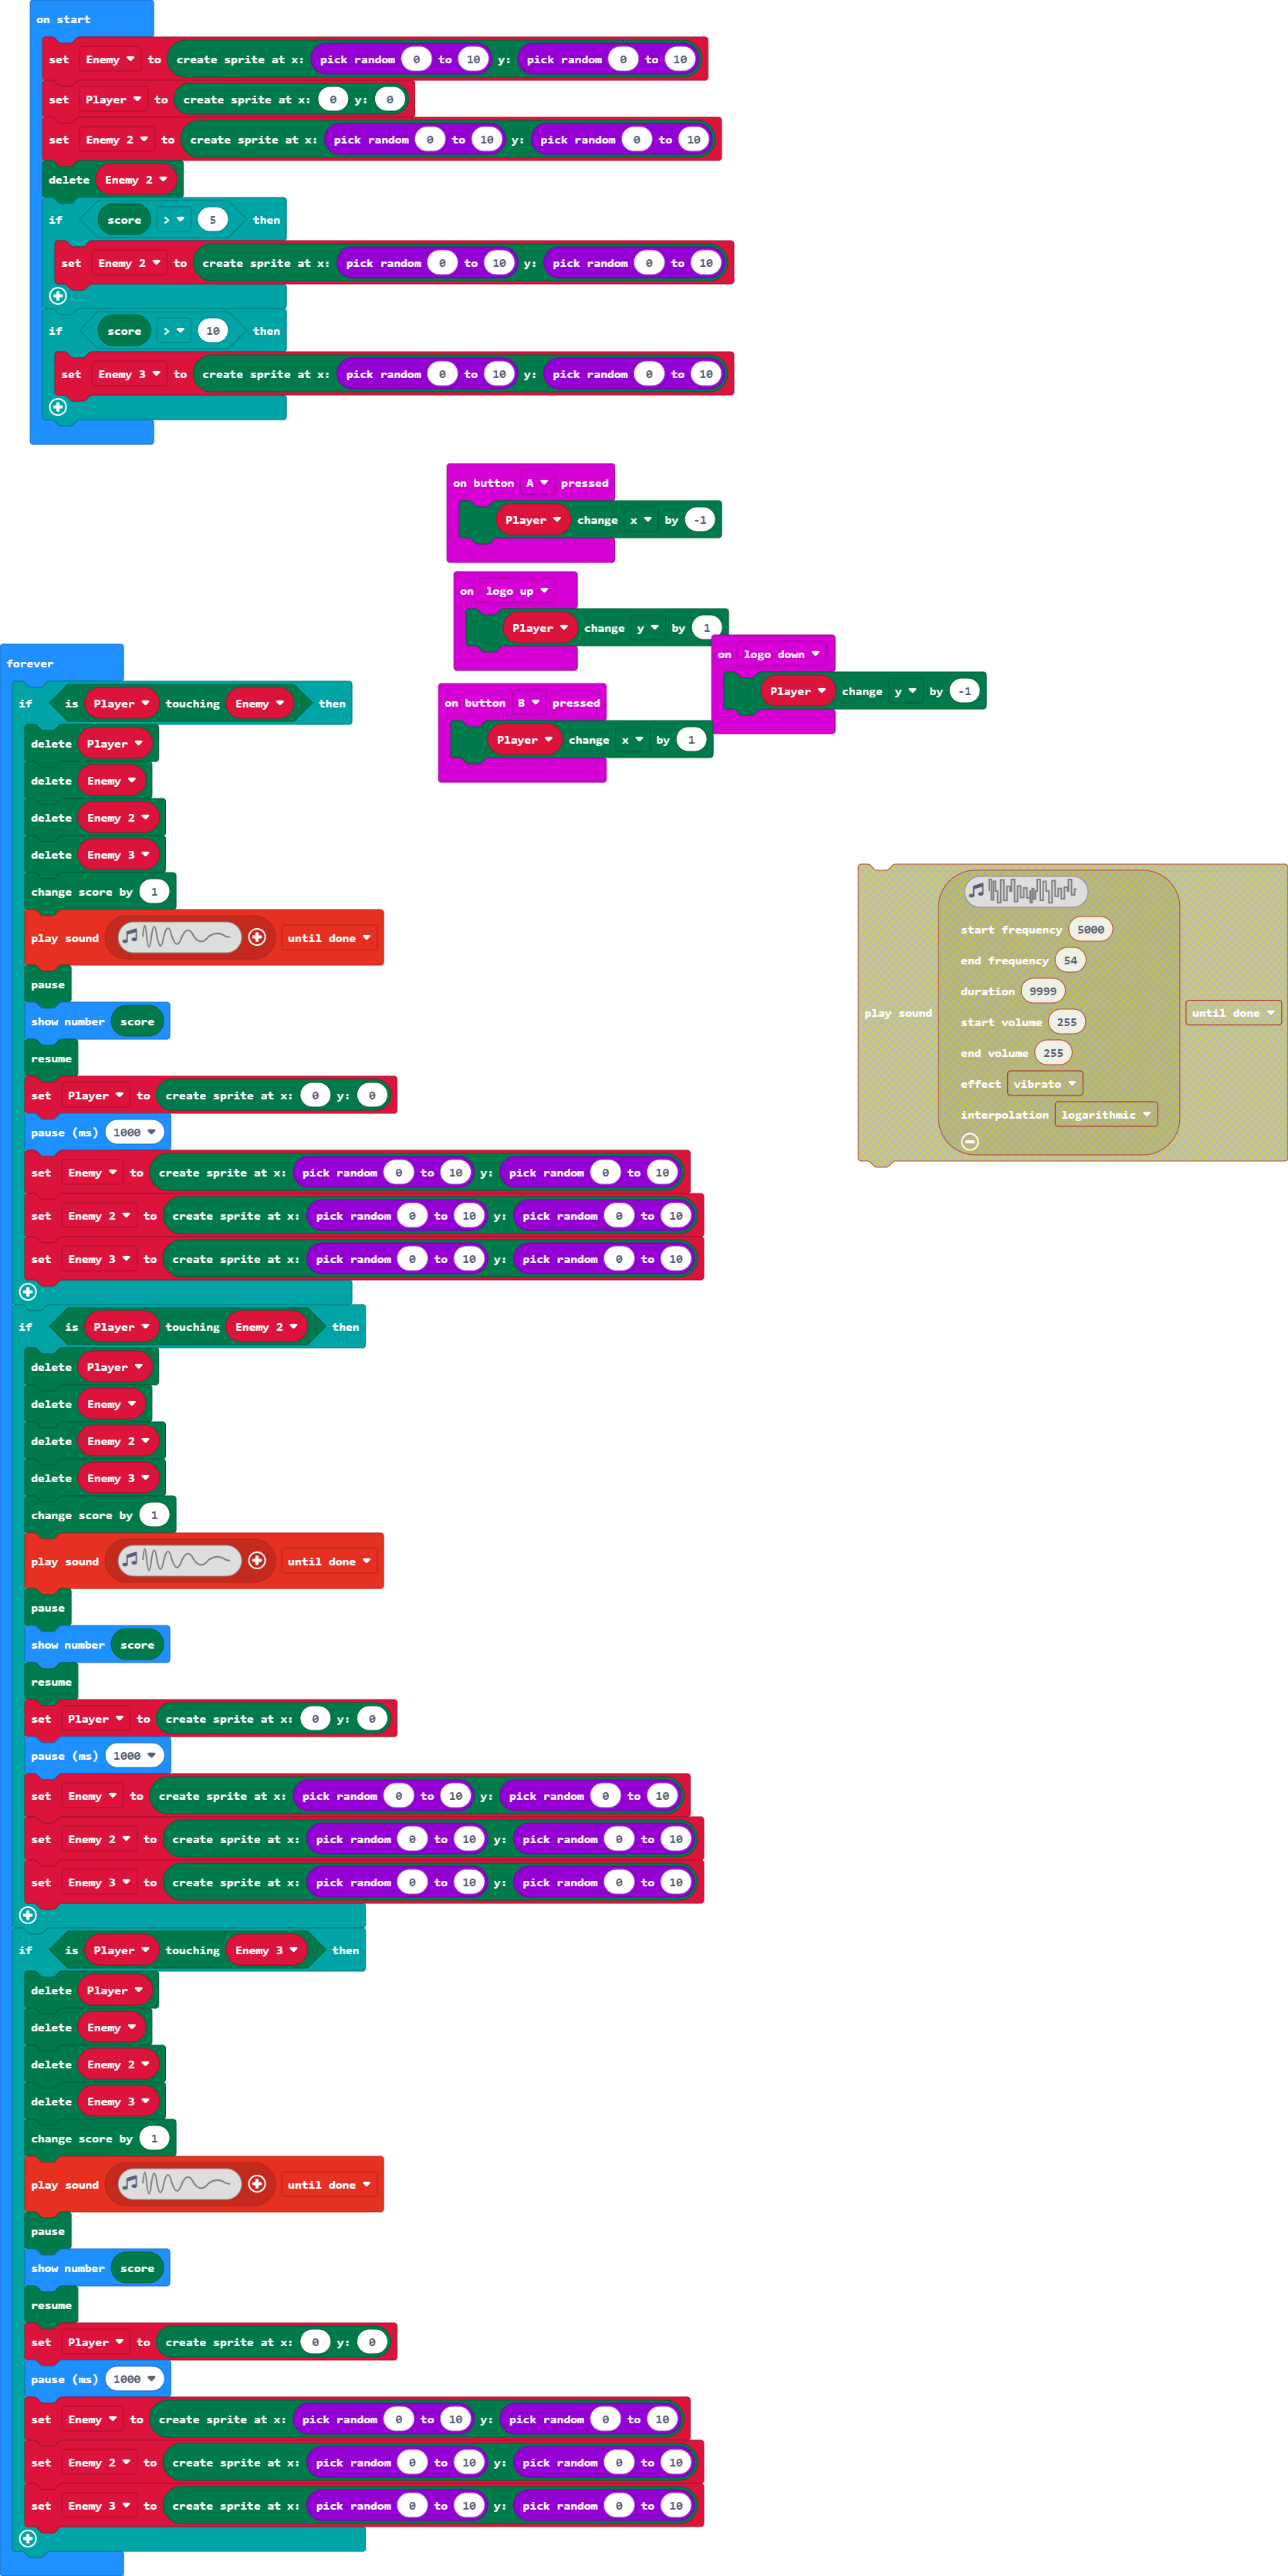 on start
set Enemy to create sprite at x: pick random 0 to 10 y: pick random 0 to 10
set Player to create sprite at x: 0 y: 0
set Enemy 2 to create sprite at x: pick random 0 to 10 y: pick random 0 to 10
delete Enemy 2
if score > 5 then
set Enemy 2 to create sprite at x: pick random 0 to 10 y: pick random 0 to 10
if score > 10 then
set Enemy 3 to create sprite at x: pick random 0 to 10 y: pick random 0 to 10
on button A pressed
Player change x by -1
on logo up
Player change y by 1
on logo down
Player change y by -1
on button B pressed
Player change x by 1
forever
if is Player touching Enemy then
delete Player
delete Enemy
delete Enemy 2
delete Enemy 3
change score by 1
play sound until done
pause
show number score
resume
set Player to create sprite at x: 0 y: 0
pause (ms) 1000
set Enemy to create sprite at x: pick random 0 to 10 y: pick random 0 to 10
set Enemy 2 to create sprite at x: pick random 0 to 10 y: pick random 0 to 10
set Enemy 3 to create sprite at x: pick random 0 to 10 y: pick random 0 to 10
if is Player touching Enemy 2 then
delete Player
delete Enemy
delete Enemy 2
delete Enemy 3
change score by 1
play sound until done
pause
show number score
resume
set Player to create sprite at x: 0 y: 0
pause (ms) 1000
set Enemy to create sprite at x: pick random 0 to 10 y: pick random 0 to 10
set Enemy 2 to create sprite at x: pick random 0 to 10 y: pick random 0 to 10
set Enemy 3 to create sprite at x: pick random 0 to 10 y: pick random 0 to 10
if is Player touching Enemy 3 then
delete Player
delete Enemy
delete Enemy 2
delete Enemy 3
change score by 1
play sound until done
pause
show number score
resume
set Player to create sprite at x: 0 y: 0
pause (ms) 1000
set Enemy to create sprite at x: pick random 0 to 10 y: pick random 0 to 10
set Enemy 2 to create sprite at x: pick random 0 to 10 y: pick random 0 to 10
set Enemy 3 to create sprite at x: pick random 0 to 10 y: pick random 0 to 10
start frequency 5000
end frequency 54
duration 9999
play sound start volume 255 until done
end volume 255
effect vibrato
interpolation logarithmic